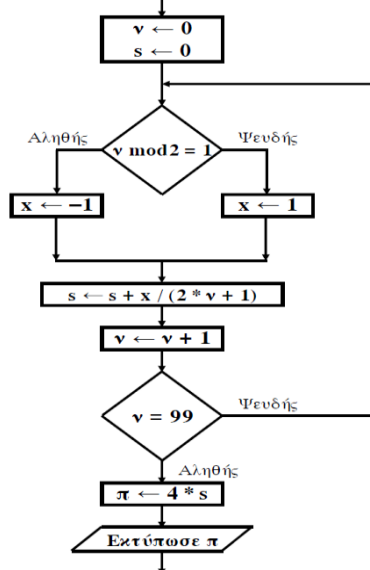 ν ← 0
s ← 0
Αληθής
Ψευδής
ν mod2 = 1
x ← −1
x ← 1
s ← s + x / (2 * ν + 1)
ν ← ν + 1
ν = 99
Ψευδής
Αληθής
π ← 4 * s
Εκτύπωσε π